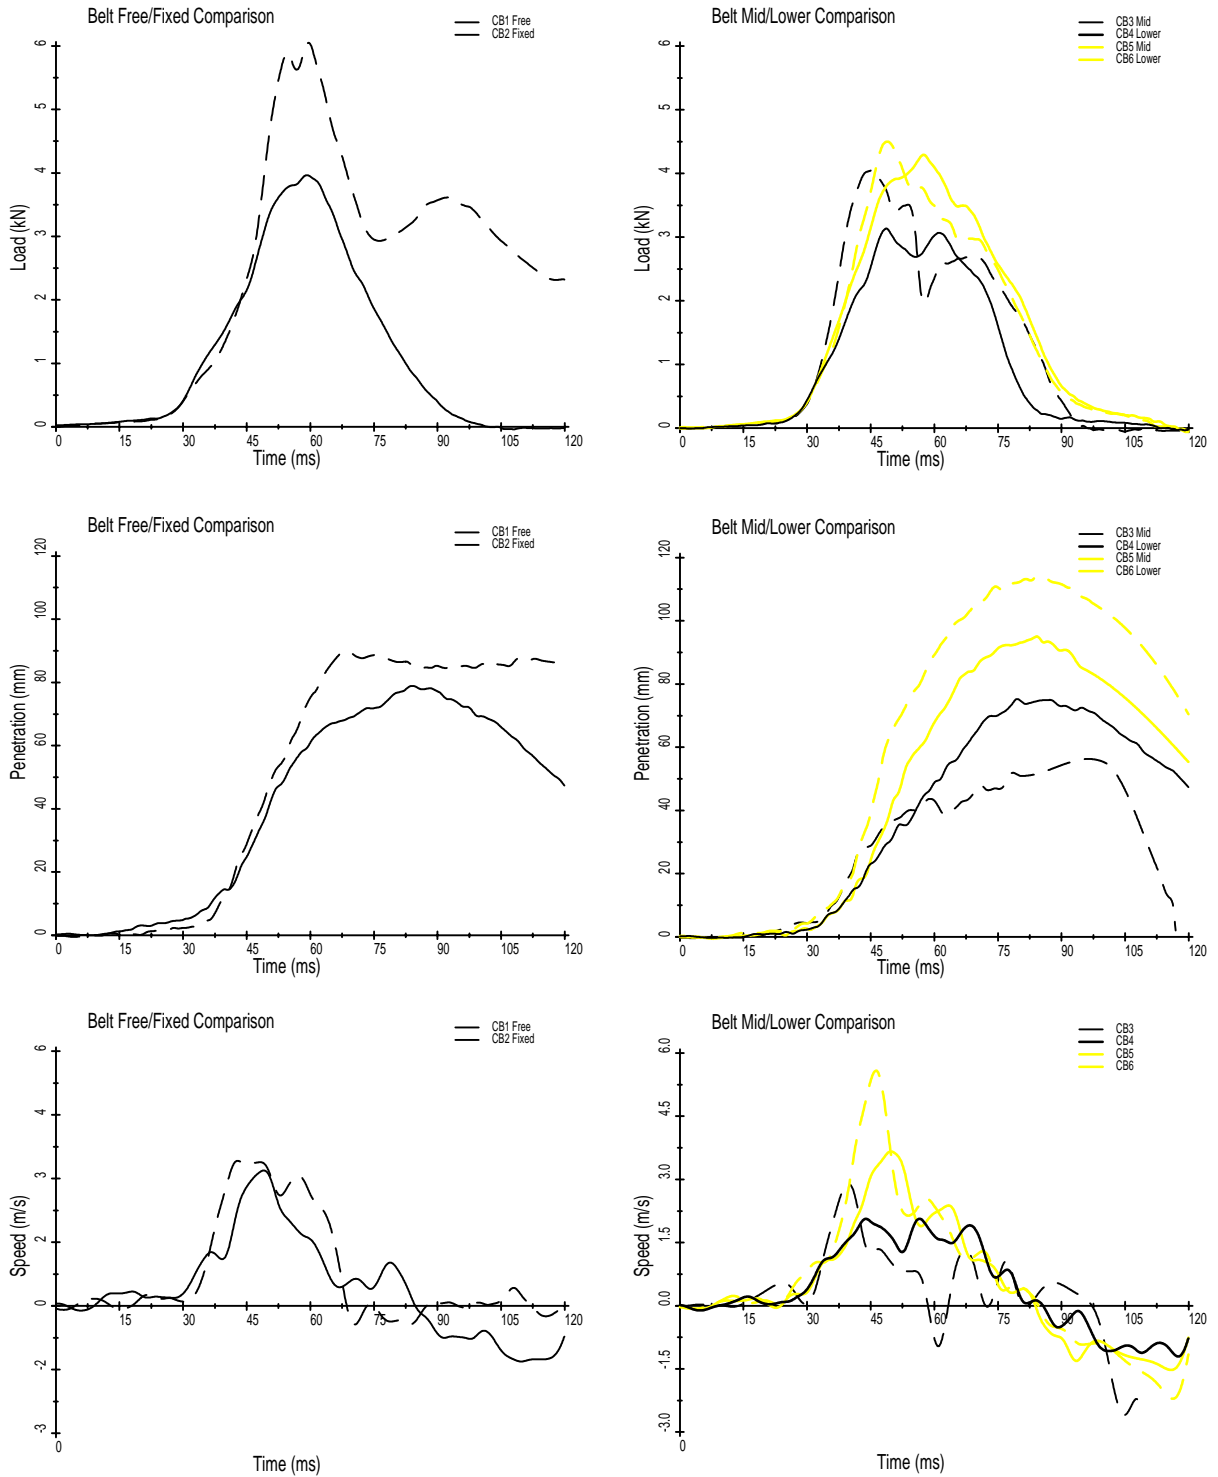 Belt Free/Fixed Comparison
CB1 Free
CB2 Fixed
Load (kN)
6
5
4
3
2
1
0
0 15 30 45 60 75 90 105 120
Time (ms)
Belt Mid/Lower Comparison
CB3 Mid
CB4 Lower
CB5 Mid
CB6 Lower
Load (kN)
6
5
4
3
2
1
0
0 15 30 45 60 75 90 105 120
Time (ms)
Belt Free/Fixed Comparison
CB1 Free
CB2 Fixed
Penetration (mm)
120
100
80
60
40
20
0
0 15 30 45 60 75 90 105 120
Time (ms)
Belt Mid/Lower Comparison
CB3 Mid
CB4 Lower
CB5 Mid
CB6 Lower
Penetration (mm)
120
100
80
60
40
20
0
0 15 30 45 60 75 90 105 120
Time (ms)
Belt Free/Fixed Comparison
CB1 Free
CB2 Fixed
Speed (m/s)
6
4
3
2
0
-2
-3
15 30 45 60 75 90 105 120
0
Time (ms)
Belt Mid/Lower Comparison
CB3
CB4
CB5
CB6
Speed (m/s)
6.0
4.5
3.0
1.5
0.0
-1.5
-3.0
15 30 45 60 75 90 105 120
0
Time (ms)